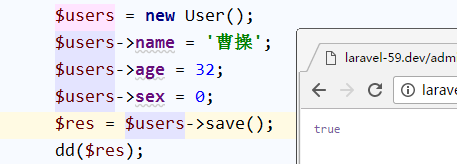 $users = new User();
$users->name = '曹操';
$users->age = 32;
$users->sex = 0;
$res = $users->save();
dd($res);
laravel-59.dev/adm
larav
true